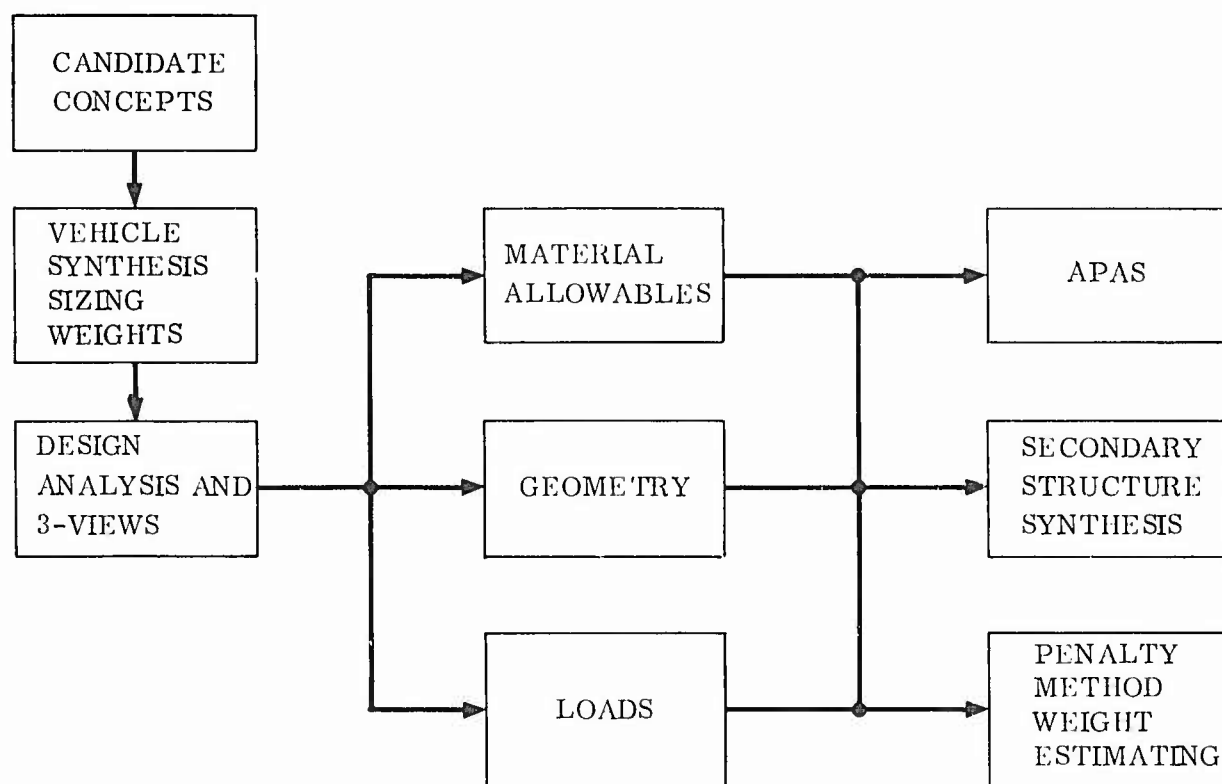 CANDIDATE
CONCEPTS
VEHICLE
SYNTHESIS
SIZING
WEIGHTS
DESIGN
ANALYSIS AND
3-VIEWS
MATERIAL
ALLOWABLES
GEOMETRY
LOADS
APAS
SECONDARY
STRUCTURE
SYNTHESIS
PENALTY
METHOD
WEIGHT
ESTIMATING